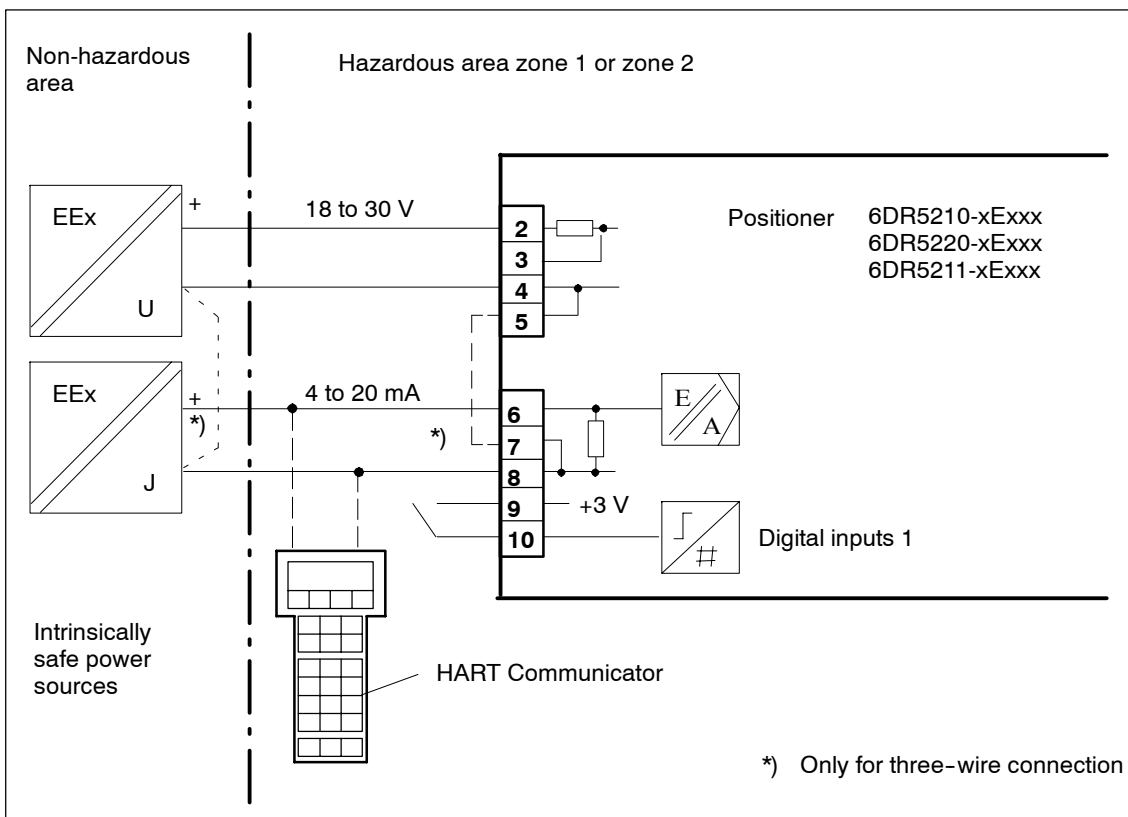 Non-hazardous
area
Hazardous area zone 1 or zone 2
EEx
+
U
18 to 30 V
2
3
4
5
Positioner
6DR5210-xExxx
6DR5220-xExxx
6DR5211-xExxx
EEx
+
*)
J
4 to 20 mA
*)
6
7
8
9
10
E
A
+3 V
#
Digital inputs 1
Intrinsically
safe power
sources
HART Communicator
*) Only for three-wire connection